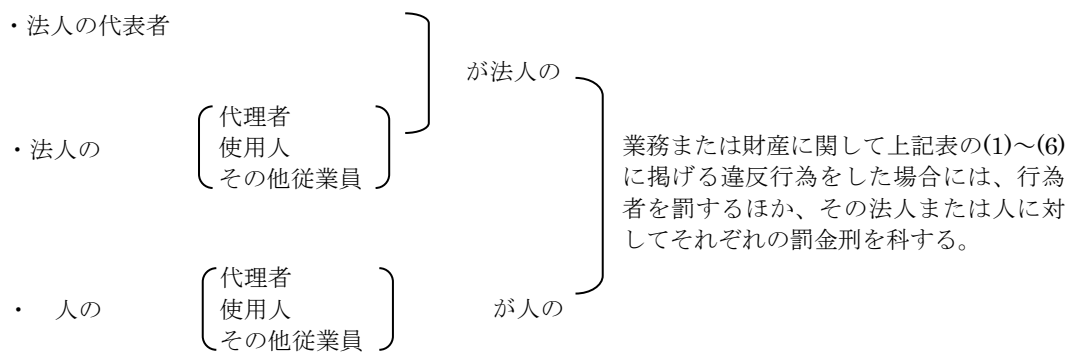 ・法人の代表者
が法人の
・法人の
代理者
使用人
その他従業員
業務または財産に関して上記表の(1)～(6)
に掲げる違反行為をした場合には、行為
者を罰するほか、その法人または人に対
してそれぞれの罰金刑を科する。
・　人の
代理者
使用人
その他従業員
が人の